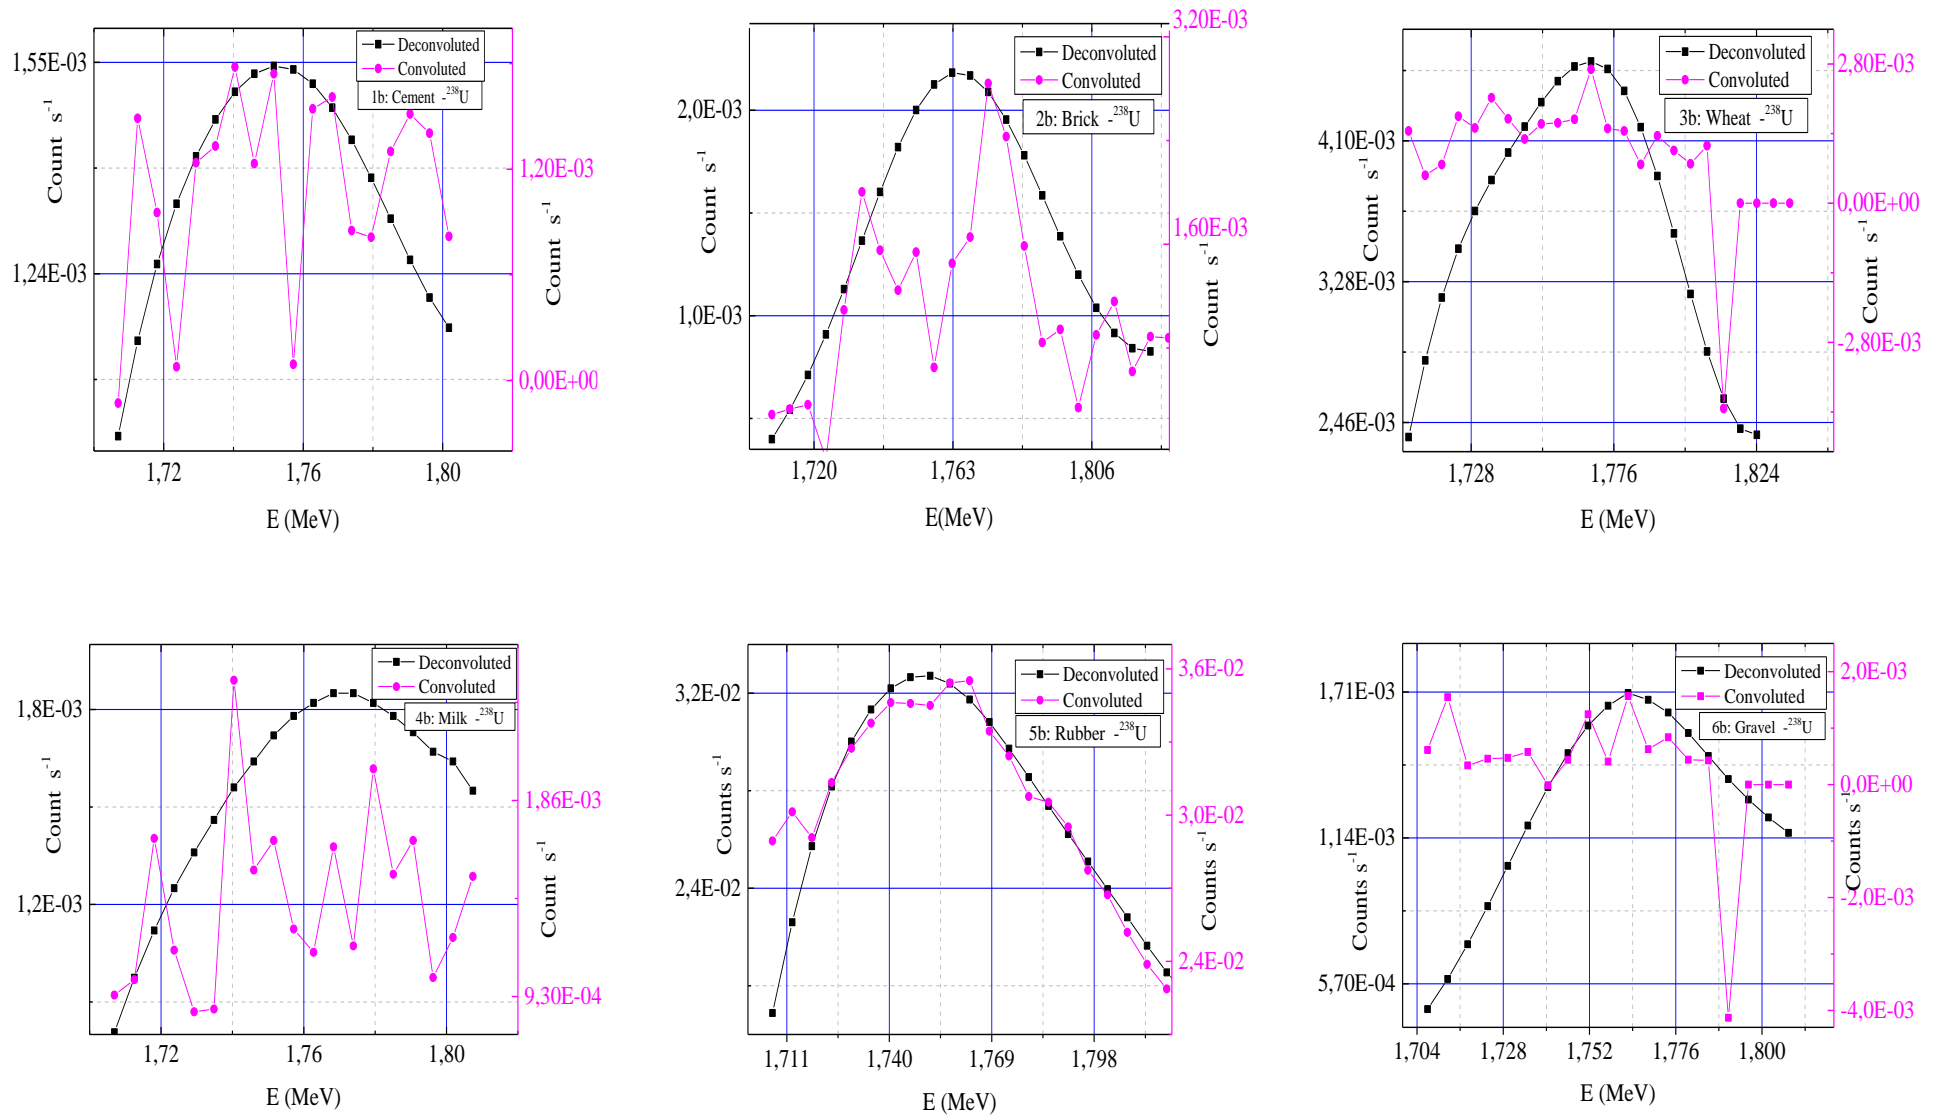 Deconvoluted
Convoluted
1b: Cement -²³⁸U
1,55E-03
1,24E-03
Count s⁻¹
1,20E-03
0,00E+00
Count s⁻¹
1,72
1,76
1,80
E (MeV)
3,20E-03
Deconvoluted
Convoluted
2b: Brick -²³⁸U
2,0E-03
1,0E-03
Count s⁻¹
1,60E-03
Count s⁻¹
1,720
1,763
1,806
E(MeV)
Deconvoluted
Convoluted
3b: Wheat -²³⁸U
4,10E-03
3,28E-03
2,46E-03
Count s⁻¹
2,80E-03
0,00E+00
-2,80E-03
Count s⁻¹
1,728
1,776
1,824
E (MeV)
Deconvoluted
Convoluted
4b: Milk -²³⁸U
1,8E-03
1,2E-03
Count s⁻¹
1,86E-03
9,30E-04
Count s⁻¹
1,72
1,76
1,80
E (MeV)
Deconvoluted
Convoluted
5b: Rubber -²³⁸U
3,2E-02
2,4E-02
Counts s⁻¹
3,6E-02
3,0E-02
2,4E-02
Counts s⁻¹
1,711
1,740
1,769
1,798
E (MeV)
Deconvoluted
Convoluted
6b: Gravel -²³⁸U
1,71E-03
1,14E-03
5,70E-04
Counts s⁻¹
2,0E-03
0,0E+00
-2,0E-03
-4,0E-03
Counts s⁻¹
1,704
1,728
1,752
1,776
1,800
E (MeV)